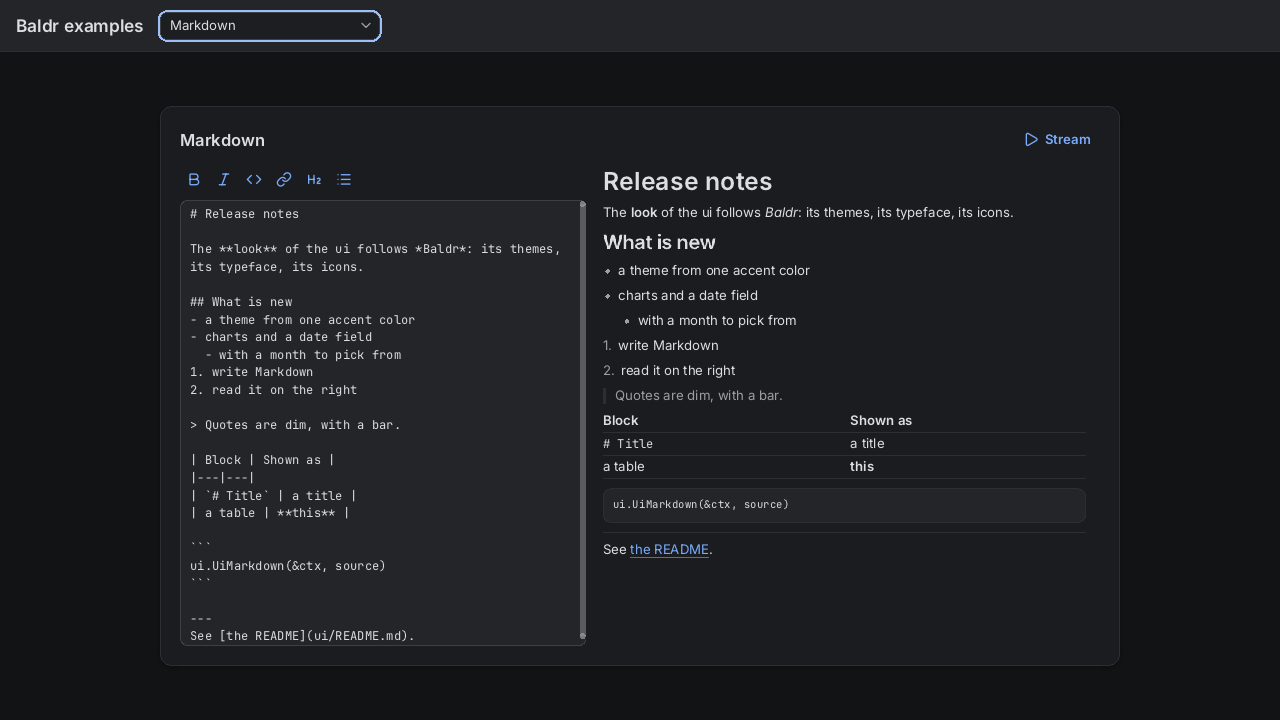 Baldr examples
Markdown
Markdown
Stream
B I H2
# Release notes
The **look** of the ui follows *Baldr*: its themes,
its typeface, its icons.
## What is new
- a theme from one accent color
- charts and a date field
  - with a month to pick from
1. write Markdown
2. read it on the right
> Quotes are dim, with a bar.
| Block | Shown as |
|---|---|
| `# Title` | a title |
| a table | **this** |
```
ui.UiMarkdown(&ctx, source)
```
---
See [the README](ui/README.md).
Release notes
The look of the ui follows Baldr: its themes, its typeface, its icons.
What is new
• a theme from one accent color
• charts and a date field
• with a month to pick from
1. write Markdown
2. read it on the right
Quotes are dim, with a bar.
Block Shown as
# Title a title
a table this
ui.UiMarkdown(&ctx, source)
See the README.